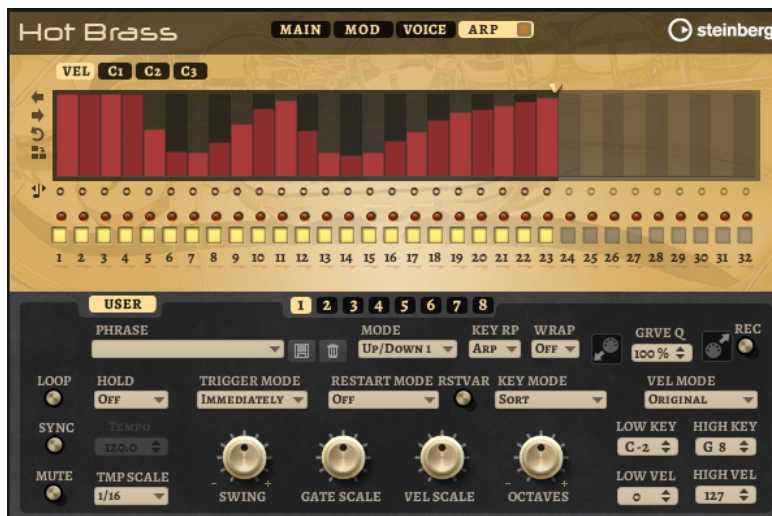 Hot Brass MAIN MOD VOICE ARP steinberg
VEL C1 C2 C3
1 2 3 4 5 6 7 8 9 10 11 12 13 14 15 16 17 18 19 20 21 22 23 24 25 26 27 28 29 30 31 32
USER 1 2 3 4 5 6 7 8
PHRASE MODE KEY RP WRAP GRVE Q REC
UP/DOWN 1 ARP OFF 100 %
LOOP HOLD TRIGGER MODE RESTART MODE RSTVAR KEY MODE VEL MODE
OFF IMMEDIATELY OFF SORT ORIGINAL
SYNC TEMPO LOW KEY HIGH KEY
120.0 C -2 G 8
MUTE TMP SCALE LOW VEL HIGH VEL
1/16 - SWING + GATE SCALE VEL SCALE - OCTAVES + 0 127